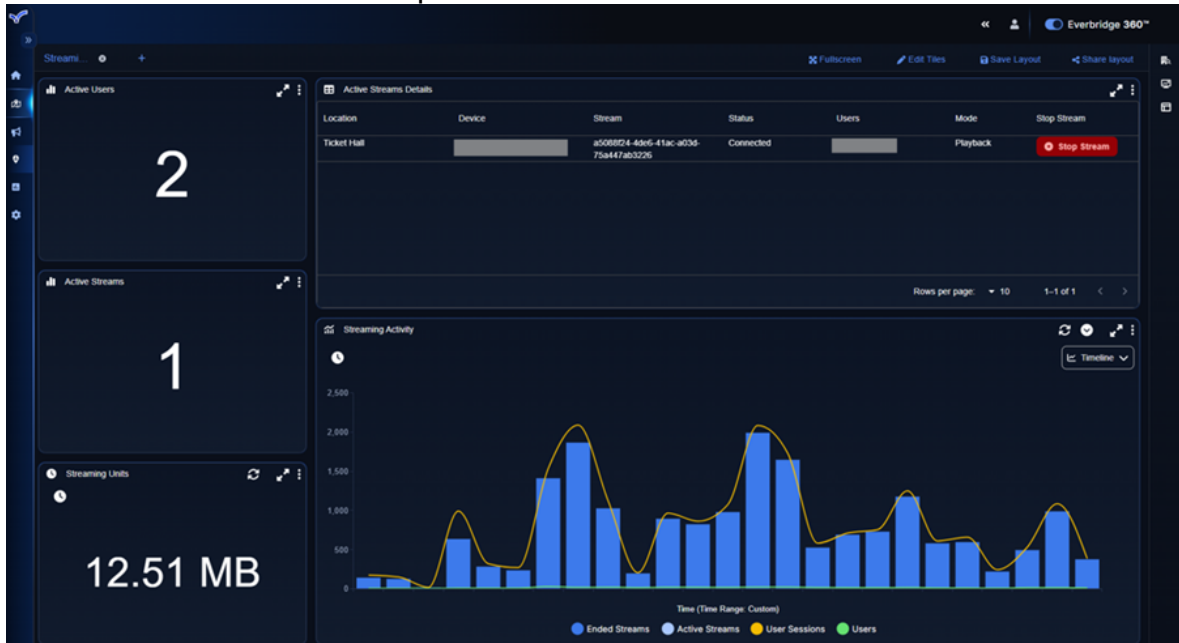 Everbridge 360™
Streami...
Fullscreen
Edit Tiles
Save Layout
Share layout
Active Users
2
Active Streams Details
Location Device Stream Status Users Mode Stop Stream
Ticket Hall a5088f24-4de6-41ac-a03d- Connected Playback Stop Stream
75a447ab3226
Rows per page: 10 1–1 of 1
Active Streams
1
Streaming Activity
Timeline
2,500
2,000
1,500
1,000
500
0
Time (Time Range: Custom)
Ended Streams Active Streams User Sessions Users
Streaming Units
12.51 MB